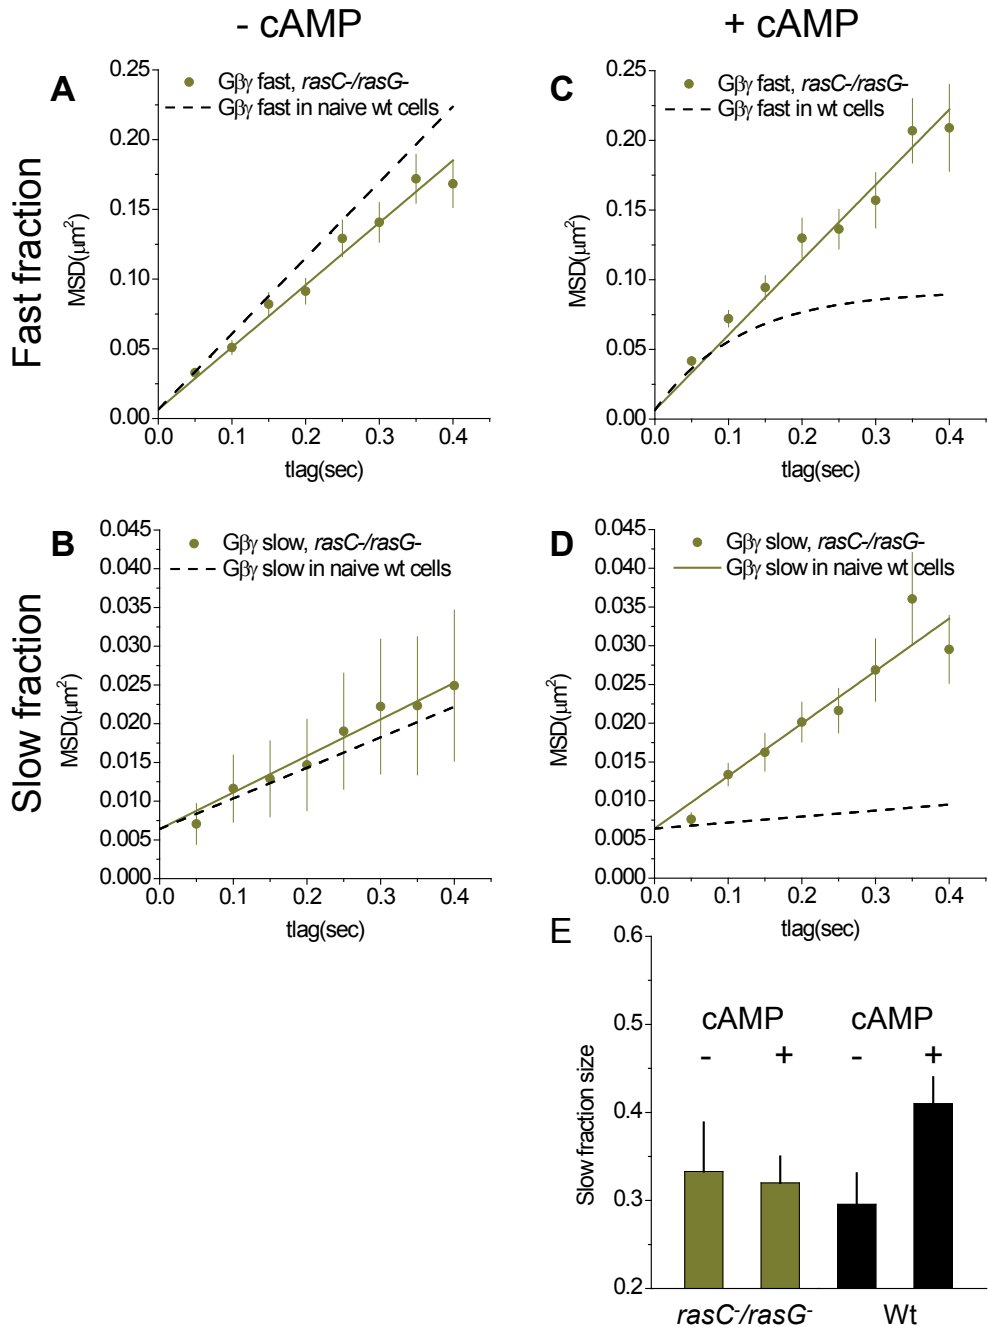 - cAMP
+ cAMP
Fast fraction
A
Gβγ fast, rasC-/rasG-
Gβγ fast in naive wt cells
0.25
0.20
0.15
0.10
0.05
0.00
MSD(μm²)
0.0 0.1 0.2 0.3 0.4
tlag(sec)
C
Gβγ fast, rasC-/rasG-
Gβγ fast in wt cells
0.25
0.20
0.15
0.10
0.05
0.00
MSD(μm²)
0.0 0.1 0.2 0.3 0.4
tlag(sec)
Slow fraction
B
Gβγ slow, rasC-/rasG-
Gβγ slow in naive wt cells
0.045
0.040
0.035
0.030
0.025
0.020
0.015
0.010
0.005
0.000
MSD(μm²)
0.0 0.1 0.2 0.3 0.4
tlag(sec)
D
Gβγ slow, rasC-/rasG-
Gβγ slow in naive wt cells
0.045
0.040
0.035
0.030
0.025
0.020
0.015
0.010
0.005
0.000
MSD(μm²)
0.0 0.1 0.2 0.3 0.4
tlag(sec)
E
0.6
0.5
0.4
0.3
0.2
Slow fraction size
cAMP cAMP
- + - +
rasC⁻/rasG⁻ Wt